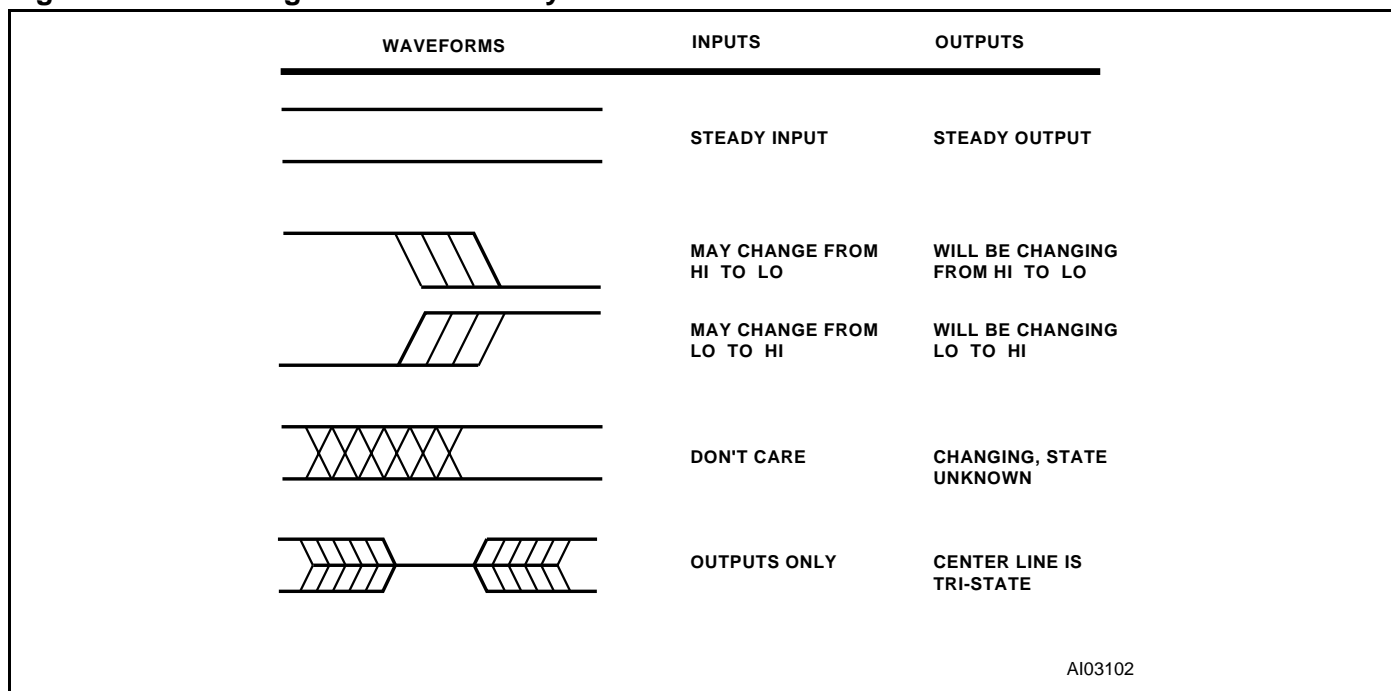 WAVEFORMS INPUTS OUTPUTS
STEADY INPUT STEADY OUTPUT
MAY CHANGE FROM WILL BE CHANGING
HI TO LO FROM HI TO LO
MAY CHANGE FROM WILL BE CHANGING
LO TO HI LO TO HI
DON'T CARE CHANGING, STATE
UNKNOWN
OUTPUTS ONLY CENTER LINE IS
TRI-STATE
AI03102